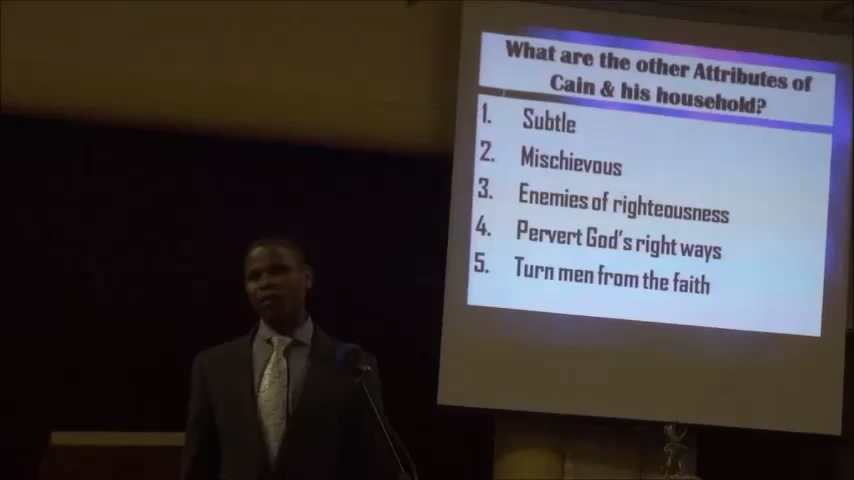 What are the other Attributes of
Cain & his household?
1. Subtle
2. Mischievous
3. Enemies of righteousness
4. Pervert God's right ways
5. Turn men from the faith